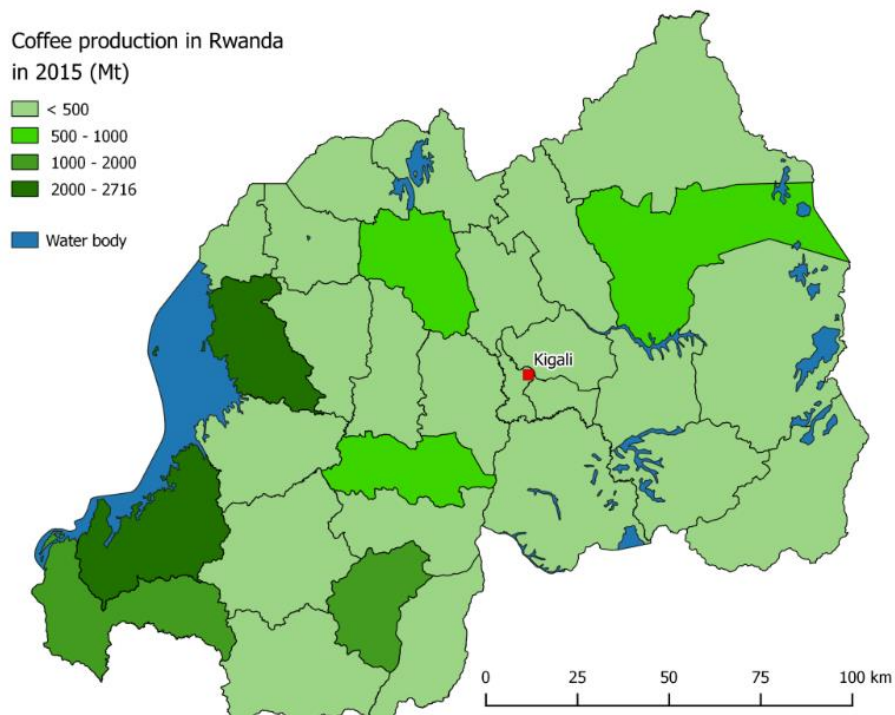 Coffee production in Rwanda
in 2015 (Mt)
< 500
500 - 1000
1000 - 2000
2000 - 2716
Water body
Kigali
0 25 50 75 100 km